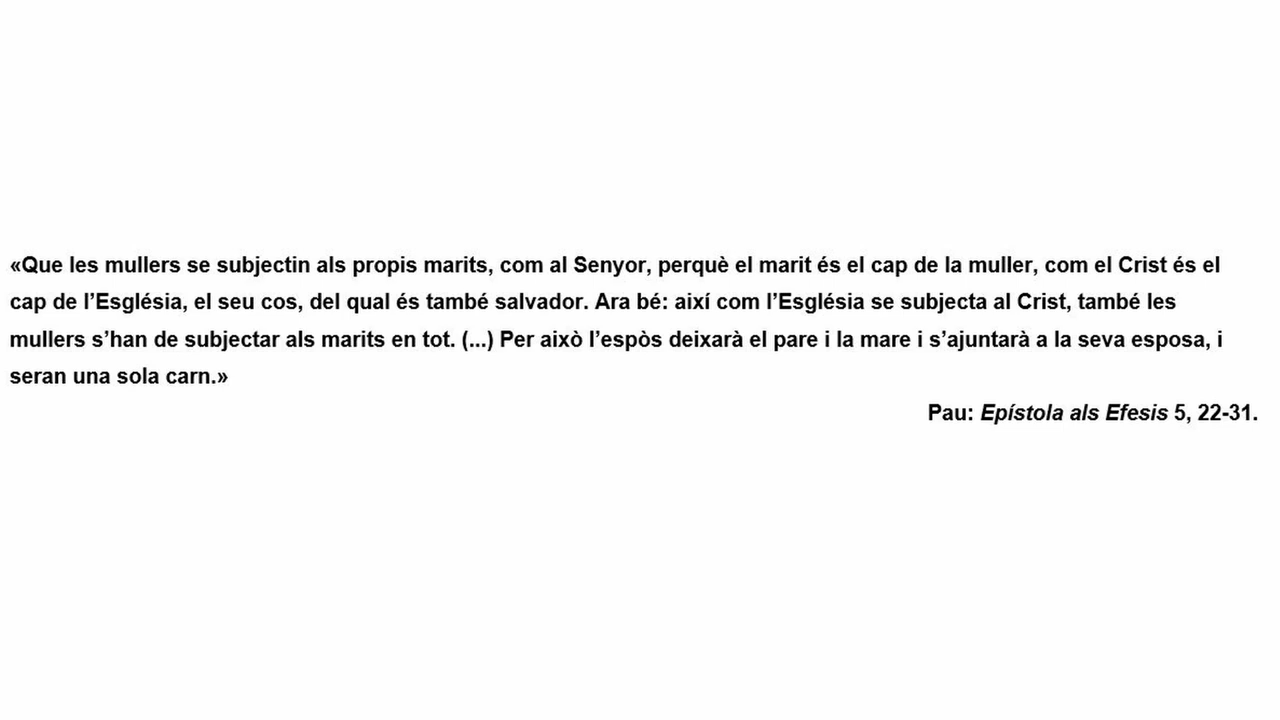 «Que les mullers se subjectin als propis marits, com al Senyor, perquè el marit és el cap de la muller, com el Crist és el
cap de l’Església, el seu cos, del qual és també salvador. Ara bé: així com l’Església se subjecta al Crist, també les
mullers s’han de subjectar als marits en tot. (...) Per això l’espòs deixarà el pare i la mare i s’ajuntarà a la seva esposa, i
seran una sola carn.»
Pau: Epístola als Efesis 5, 22-31.